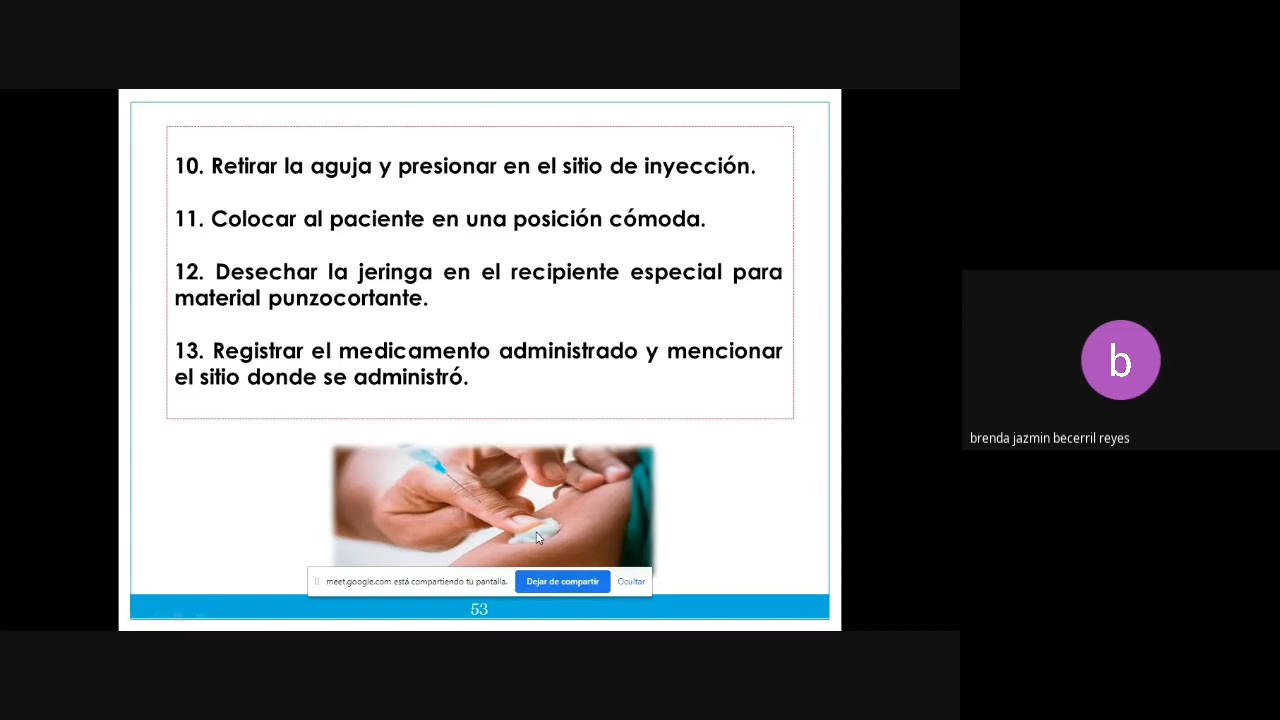 10. Retirar la aguja y presionar en el sitio de inyección.
11. Colocar al paciente en una posición cómoda.
12. Desechar la jeringa en el recipiente especial para
material punzocortante.
13. Registrar el medicamento administrado y mencionar
el sitio donde se administró.
meet.google.com está compartiendo tu pantalla. Dejar de compartir Ocultar
53
b
brenda jazmin becerril reyes